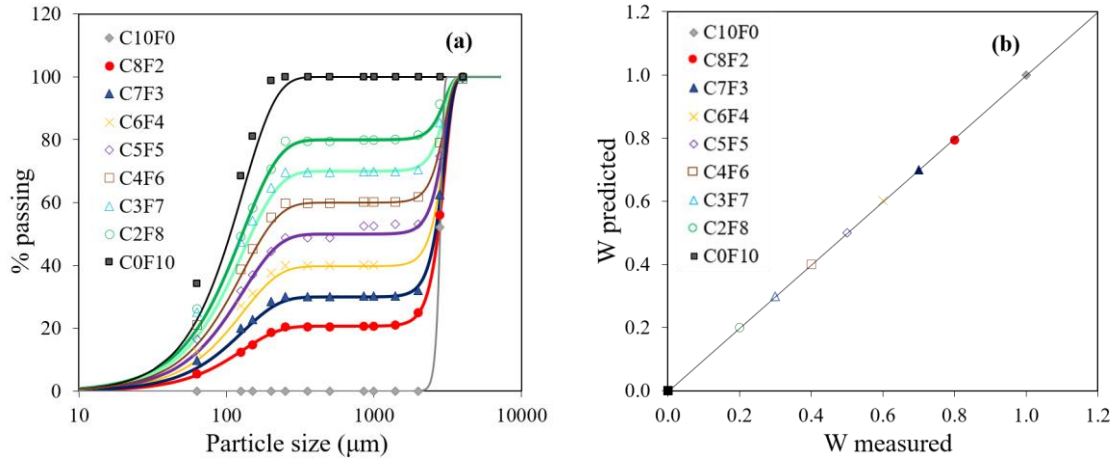 120
100
80
60
40
20
0
% passing
10
100
1000
10000
Particle size (μm)
(a)
C10F0
C8F2
C7F3
C6F4
C5F5
C4F6
C3F7
C2F8
C0F10
1.2
1.0
0.8
0.6
0.4
0.2
0.0
W predicted
0.0
0.2
0.4
0.6
0.8
1.0
1.2
W measured
(b)
C10F0
C8F2
C7F3
C6F4
C5F5
C4F6
C3F7
C2F8
C0F10